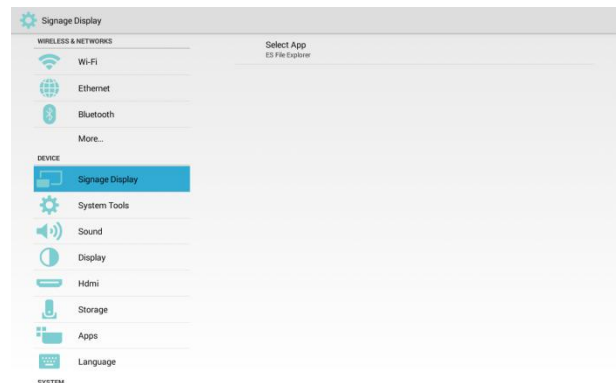 Signage Display
WIRELESS & NETWORKS
Wi-Fi
Ethernet
Bluetooth
More...
DEVICE
Signage Display
System Tools
Sound
Display
Hdmi
Storage
Apps
Language
SYSTEM
Select App
ES File Explorer